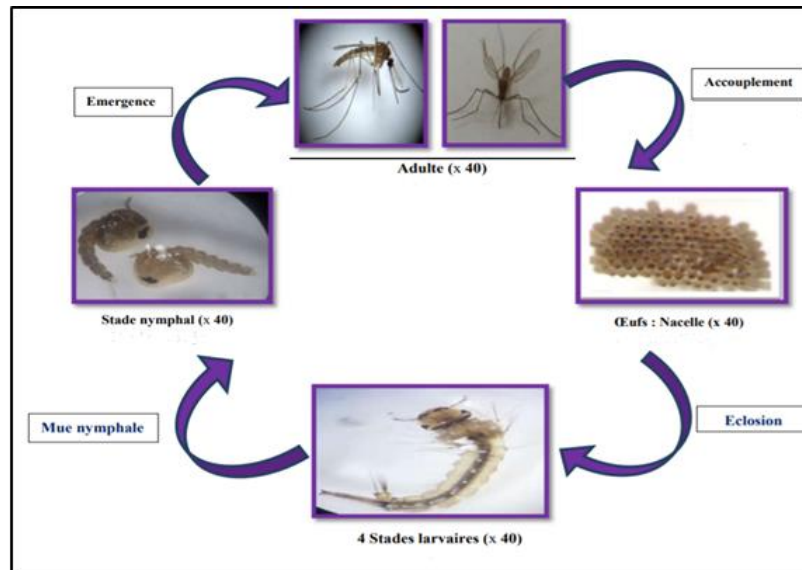 Emergence
Accouplement
Adulte (x 40)
Stade nymphal (x 40)
Œufs : Nacelle (x 40)
Mue nymphale
Eclosion
4 Stades larvaires (x 40)